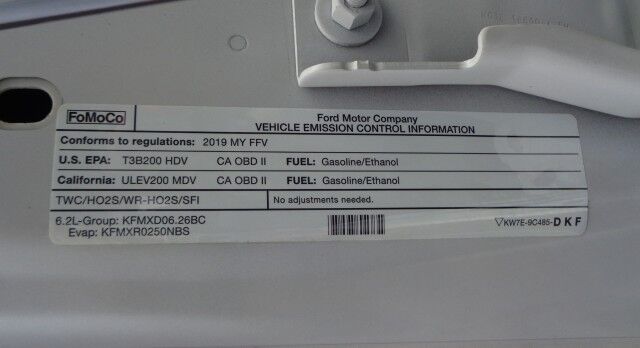 FoMoCo
Ford Motor Company
VEHICLE EMISSION CONTROL INFORMATION
Conforms to regulations: 2019 MY FFV
U.S. EPA: T3B200 HDV CA OBD II FUEL: Gasoline/Ethanol
California: ULEV200 MDV CA OBD II FUEL: Gasoline/Ethanol
TWC/HO2S/WR-HO2S/SFI No adjustments needed.
6.2L-Group: KFMXD06.26BC
Evap: KFMXR0250NBS
▽KW7E-9C485-DKF